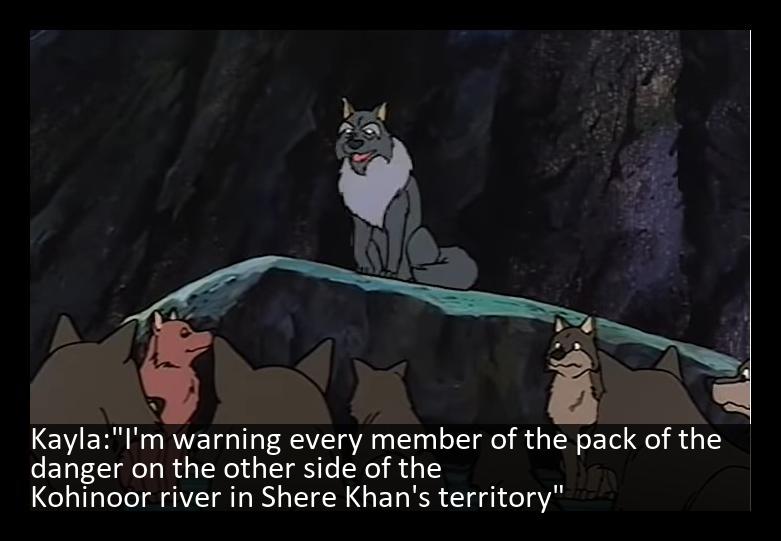 Kayla:"I'm warning every member of the pack of the
danger on the other side of the
Kohinoor river in Shere Khan's territory"